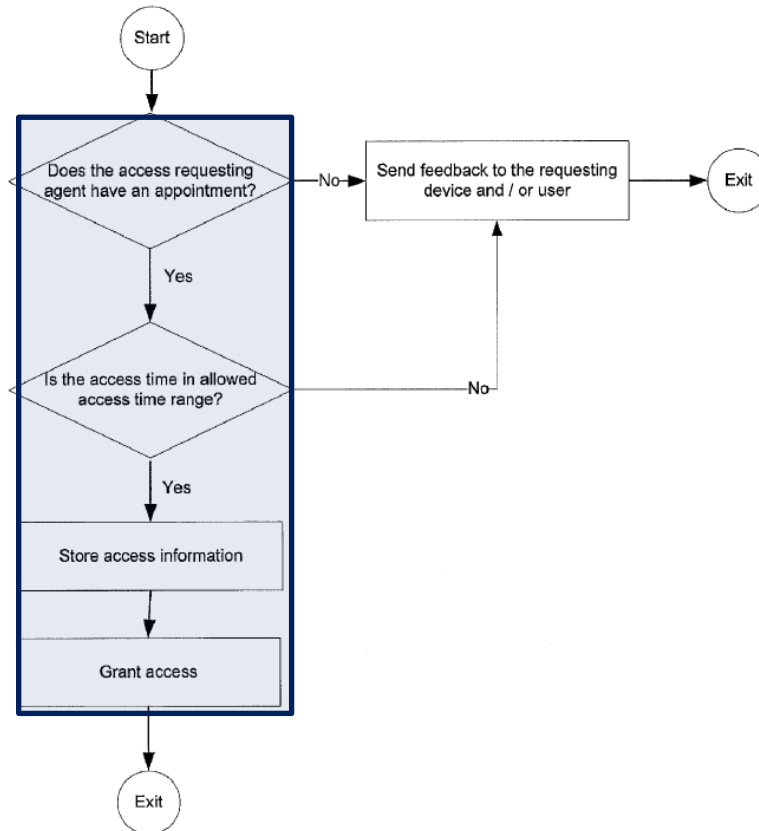 Start
Does the access requesting
agent have an appointment?
No
Send feedback to the requesting
device and / or user
Exit
Yes
Is the access time in allowed
access time range?
No
Yes
Store access information
Grant access
Exit